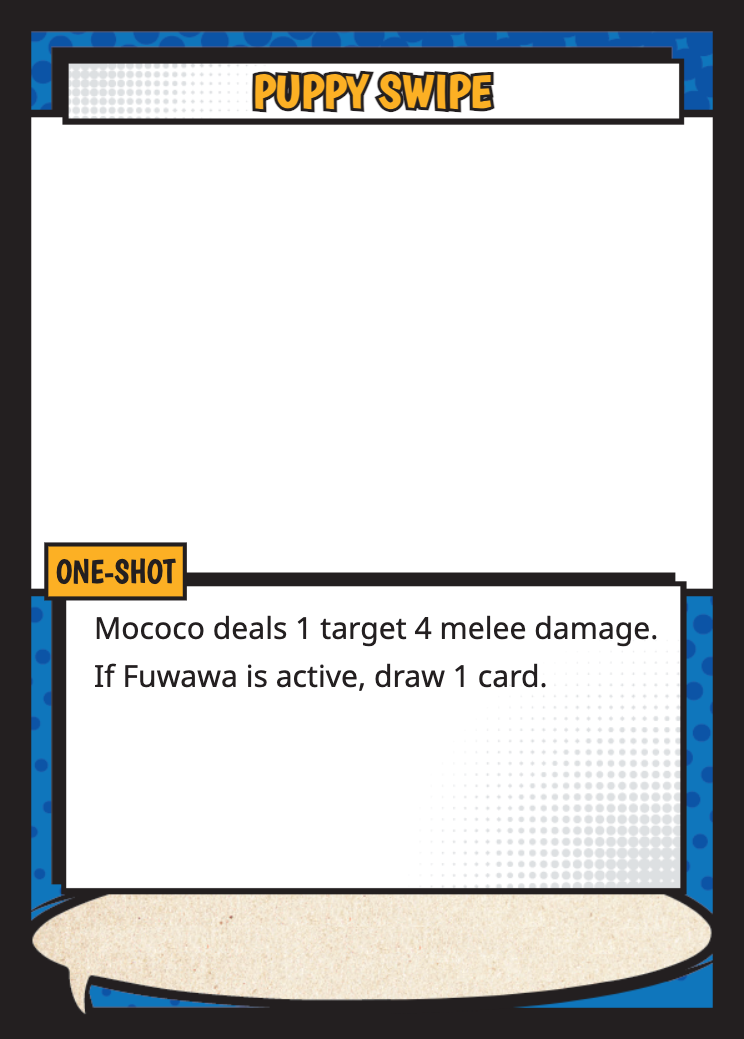 PUPPY SWIPE
ONE-SHOT
Mococo deals 1 target 4 melee damage.
If Fuwawa is active, draw 1 card.